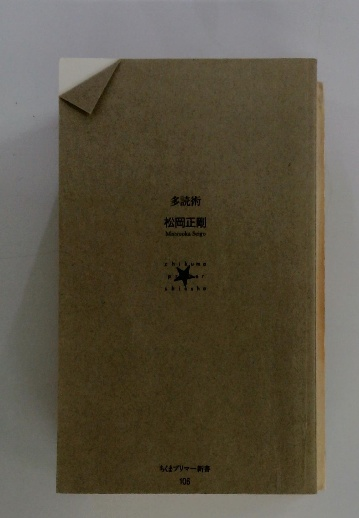 多読術
松岡正剛
Matsuoka Seigo
chikuma
p★ar
shinsho
ちくまプリマー新書
106